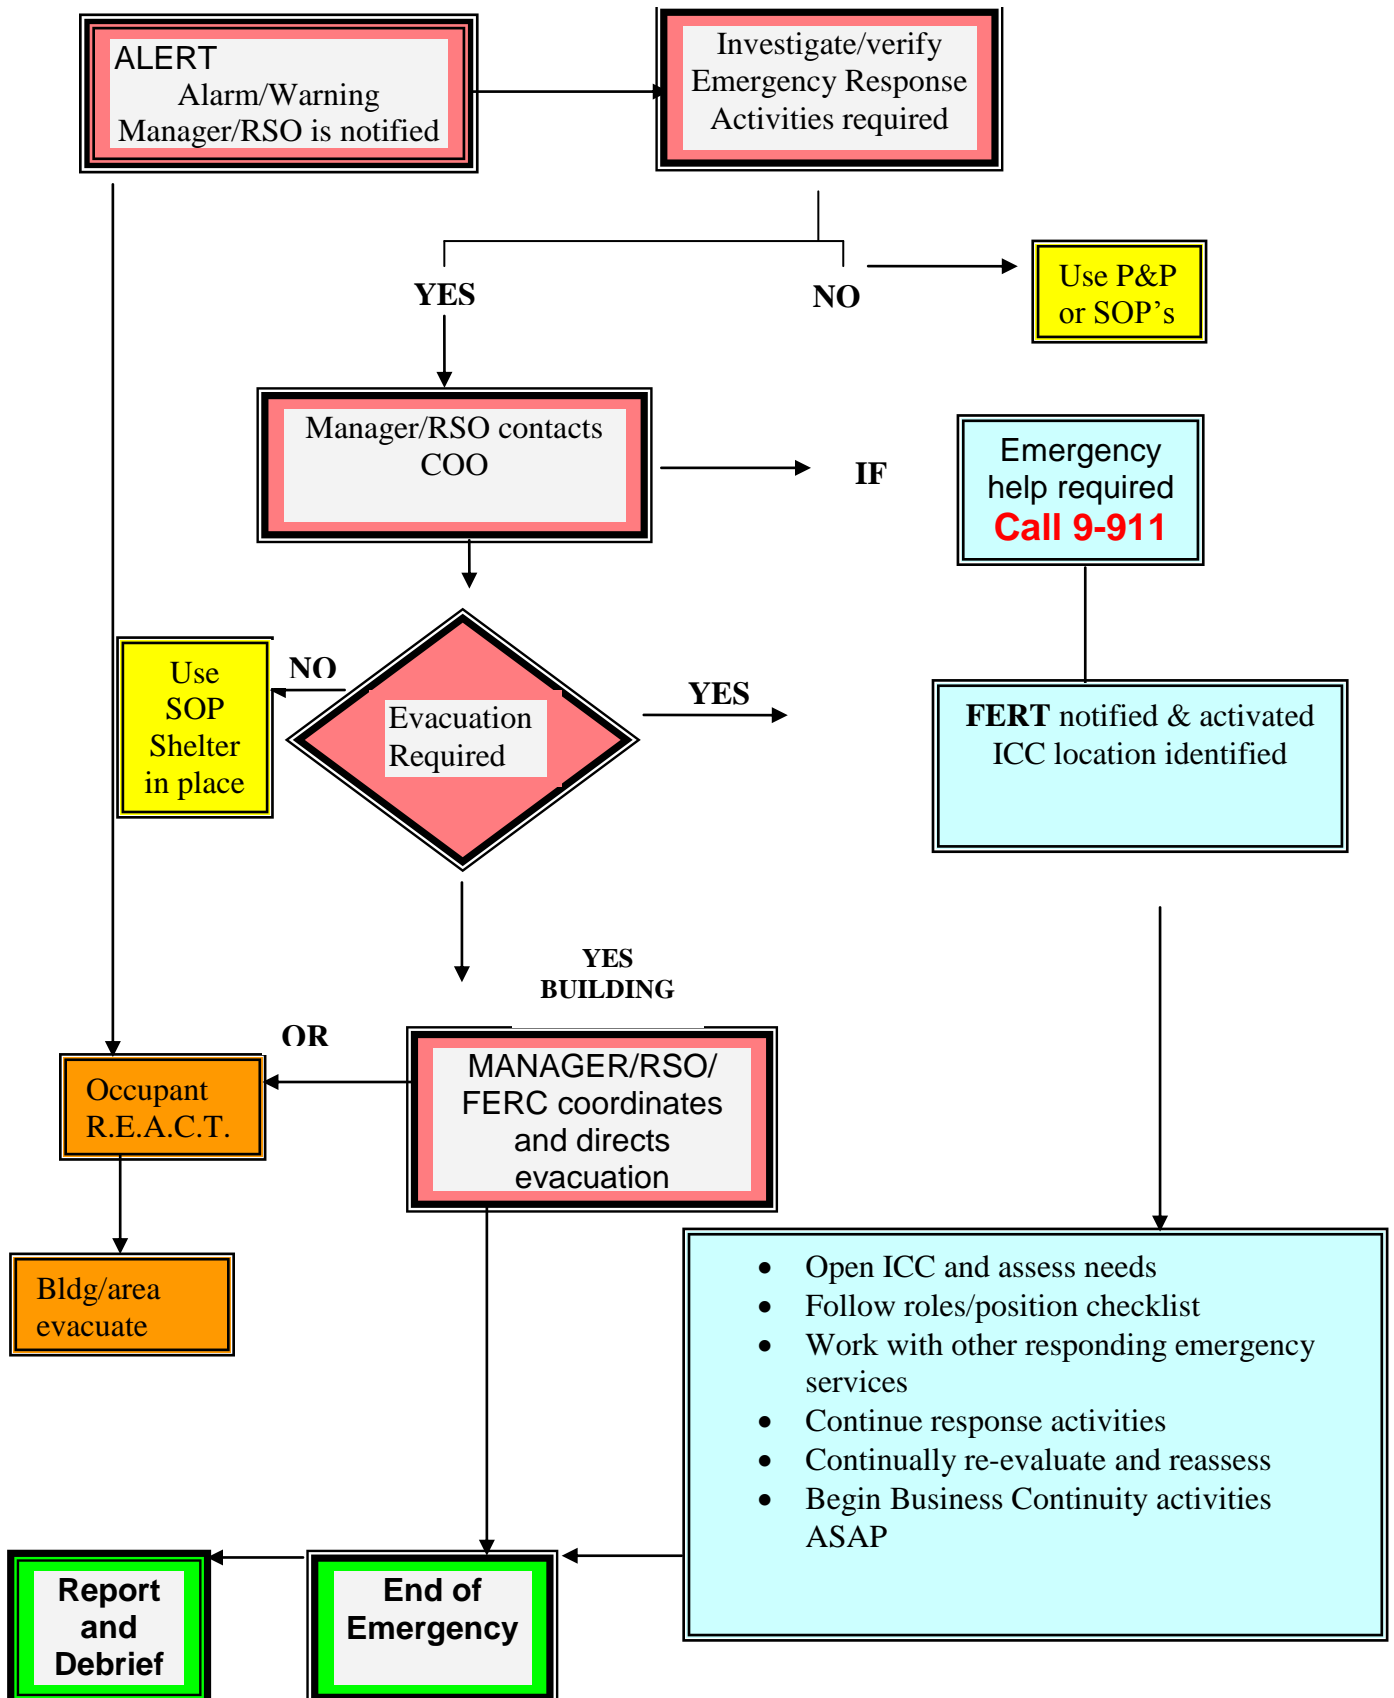 ALERT
Alarm/Warning
Manager/RSO is notified
Investigate/verify
Emergency Response
Activities required
YES
NO
Use P&P
or SOP’s
Manager/RSO contacts
COO
IF
Emergency
help required
Call 9-911
Use
SOP
Shelter
in place
NO
Evacuation
Required
YES
FERT notified & activated
ICC location identified
YES
BUILDING
OR
Occupant
R.E.A.C.T.
MANAGER/RSO/
FERC coordinates
and directs
evacuation
Bldg/area
evacuate
• Open ICC and assess needs
• Follow roles/position checklist
• Work with other responding emergency
services
• Continue response activities
• Continually re-evaluate and reassess
• Begin Business Continuity activities
ASAP
Report
and
Debrief
End of
Emergency